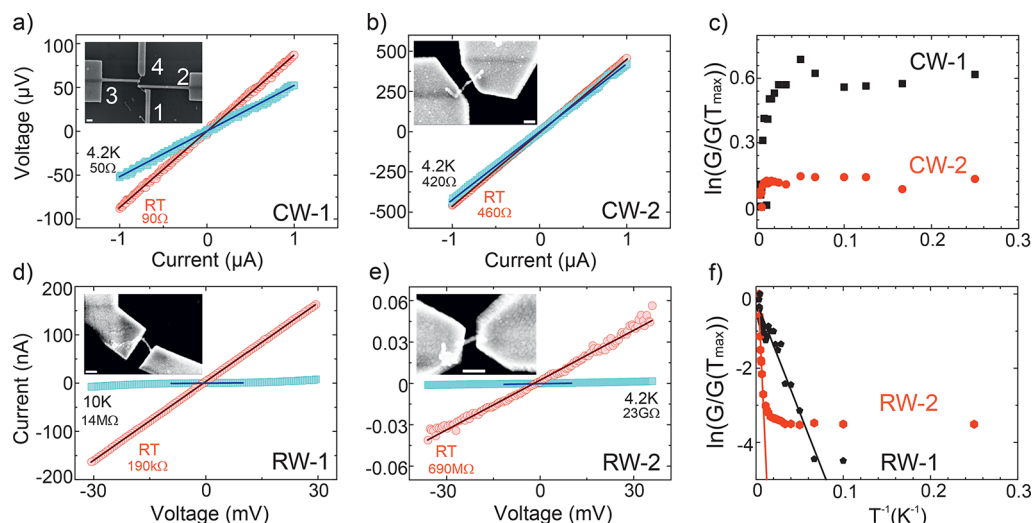 a)
100
50
0
-50
-100
Voltage (µV)
-1
0
1
Current (µA)
4
2
3
1
4.2K
50Ω
RT
90Ω
CW-1
b)
500
250
0
-250
-500
-1
0
1
Current (µA)
4.2K
420Ω
RT
460Ω
CW-2
c)
0.6
0.3
0
ln(G/G(Tmax))
0
0.1
0.2
0.3
CW-1
CW-2
d)
200
100
0
-100
-200
Current (nA)
-30
0
30
Voltage (mV)
10K
14MΩ
RT
190kΩ
RW-1
e)
0.06
0.03
0
-0.03
-0.06
-30
0
30
Voltage (mV)
4.2K
23GΩ
RT
690MΩ
RW-2
f)
0
-2
-4
ln(G/G(Tmax))
0
0.1
0.2
0.3
T-1(K-1)
RW-2
RW-1